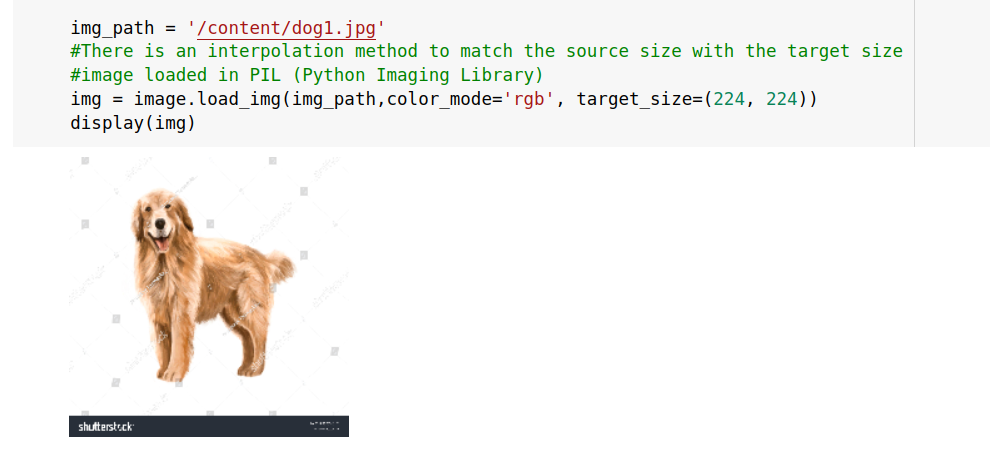 img_path = '/content/dog1.jpg'
#There is an interpolation method to match the source size with the target size
#image loaded in PIL (Python Imaging Library)
img = image.load_img(img_path,color_mode='rgb', target_size=(224, 224))
display(img)
shutterstock